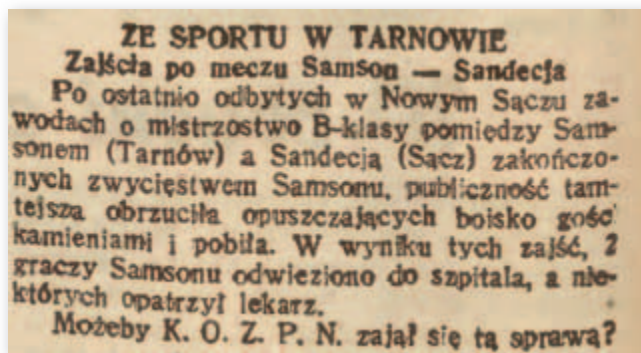 ZE SPORTU W TARNOWIE
Zajścia po meczu Samson — Sandecja
Po ostatnio odbytych w Nowym Sączu za-
wodach o mistrzostwo B-klasy pomiędzy Sam-
sonem (Tarnów) a Sandecją (Sącz) zakończo-
nych zwycięstwem Samsonu, publiczność tam-
tejsza obrzuciła opuszczających boisko gości
kamieniami i pobiła. W wyniku tych zajść, 2
graczy Samsonu odwieziono do szpitala, a nie-
których opatrzył lekarz.
Możeby K. O. Z. P. N. zajął się tą sprawą?